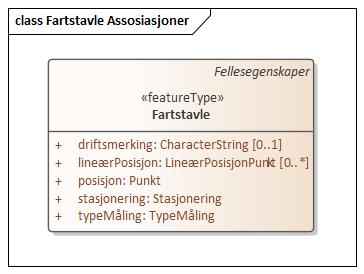 class Fartstavle Assosiasjoner
Fellesegenskaper
«featureType»
Fartstavle
+ driftsmerking: CharacterString [0..1]
+ lineærPosisjon: LineærPosisjonPunkt [0..*]
+ posisjon: Punkt
+ stasjonering: Stasjonering
+ typeMåling: TypeMåling